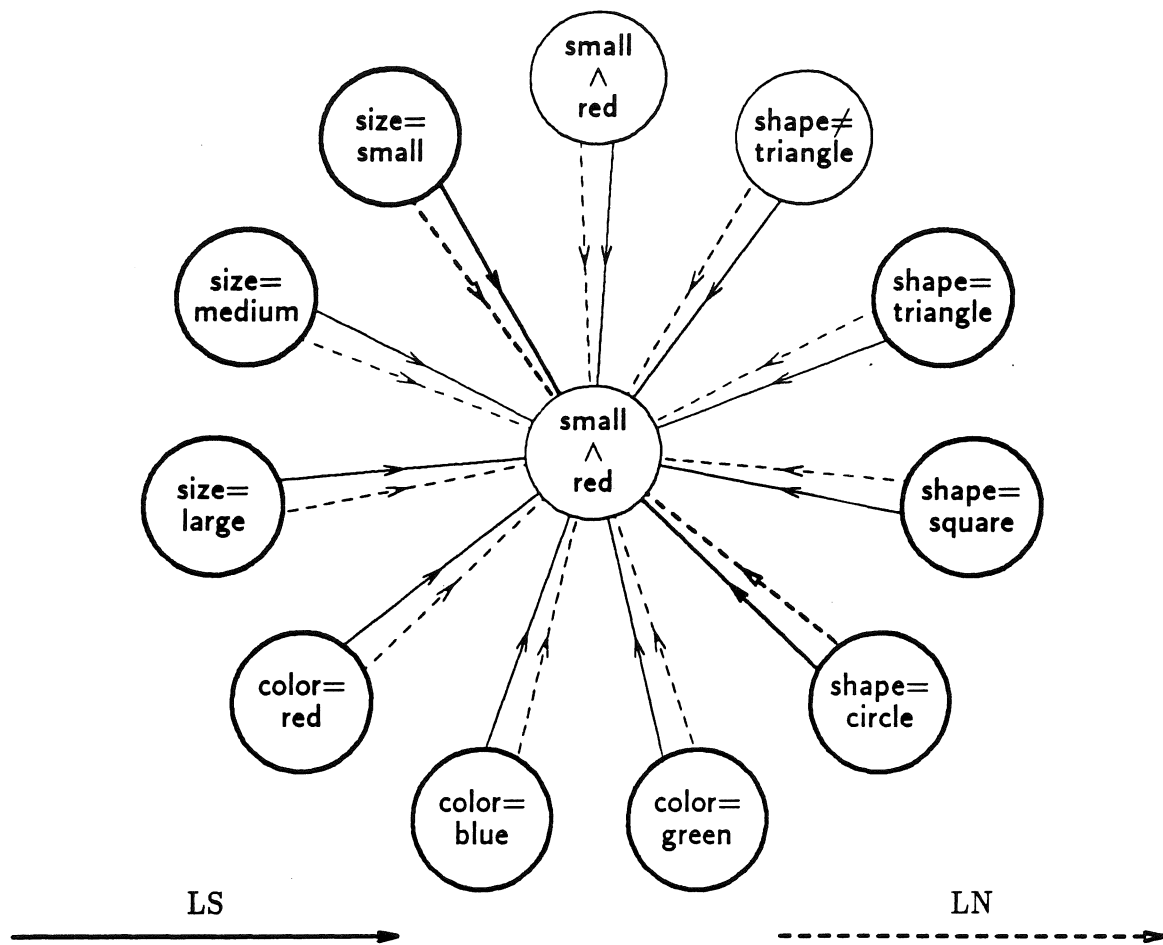 small
∧
red
size=
small
shape≠
triangle
size=
medium
shape=
triangle
small
∧
red
size=
large
shape=
square
color=
red
shape=
circle
color=
blue
color=
green
LS
LN